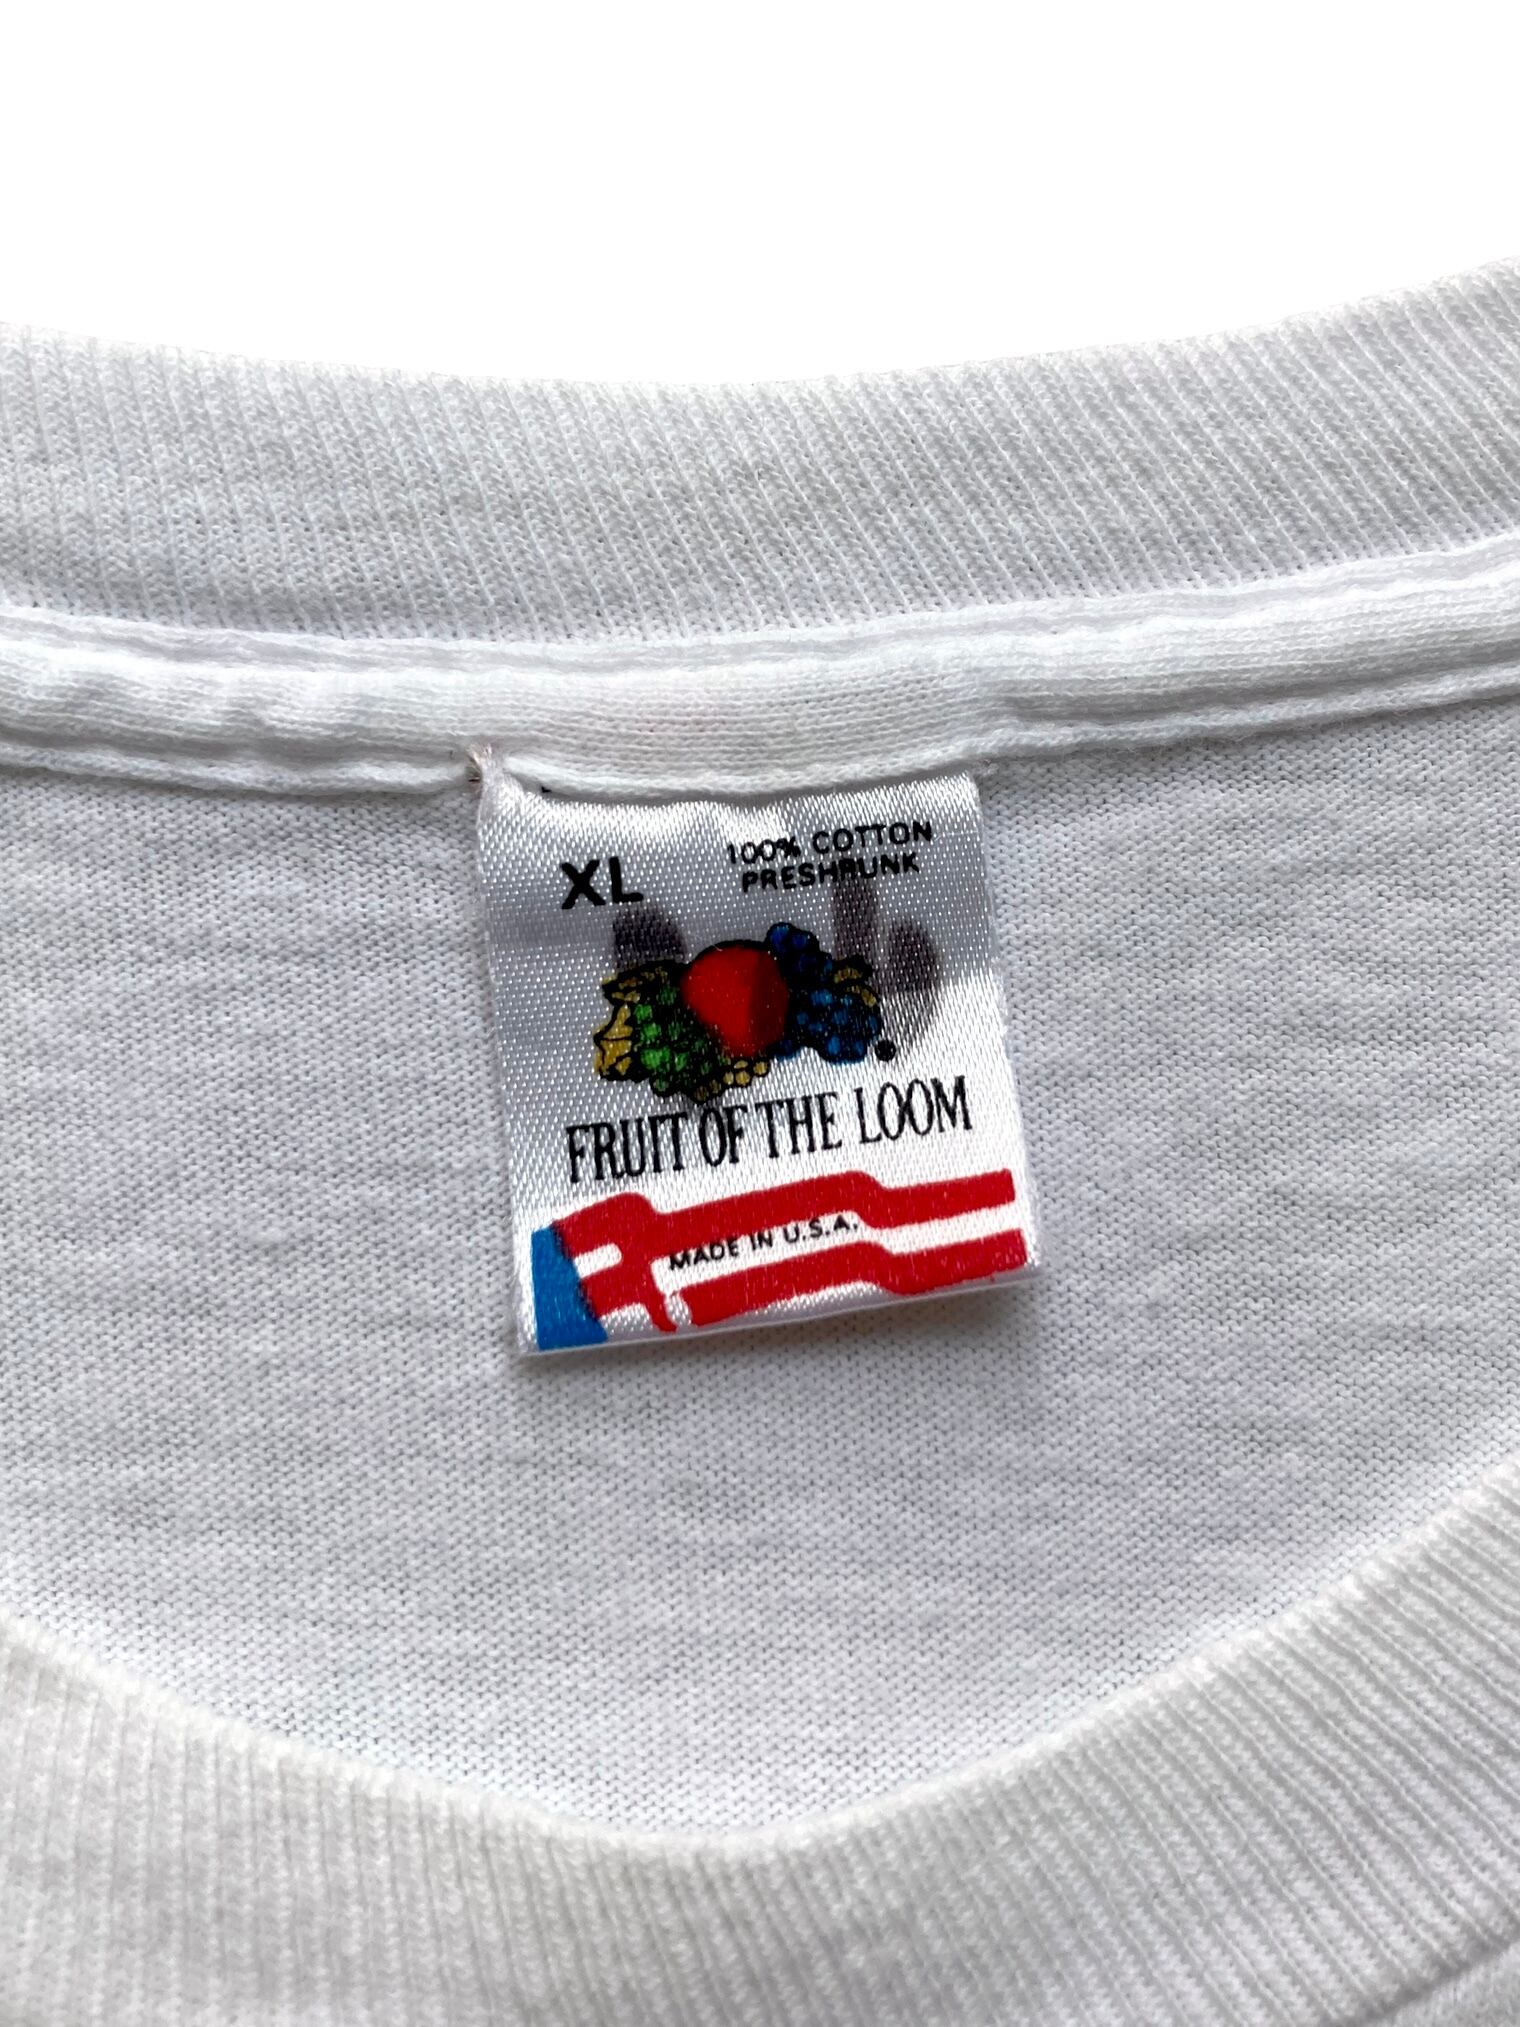 XL
100% COTTON
PRESHRUNK
FRUIT OF THE LOOM
MADE IN U.S.A.